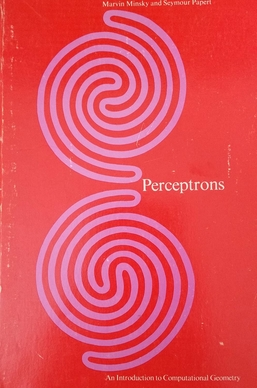 Marvin Minsky and Seymour Papert
Perceptrons
An Introduction to Computational Geometry